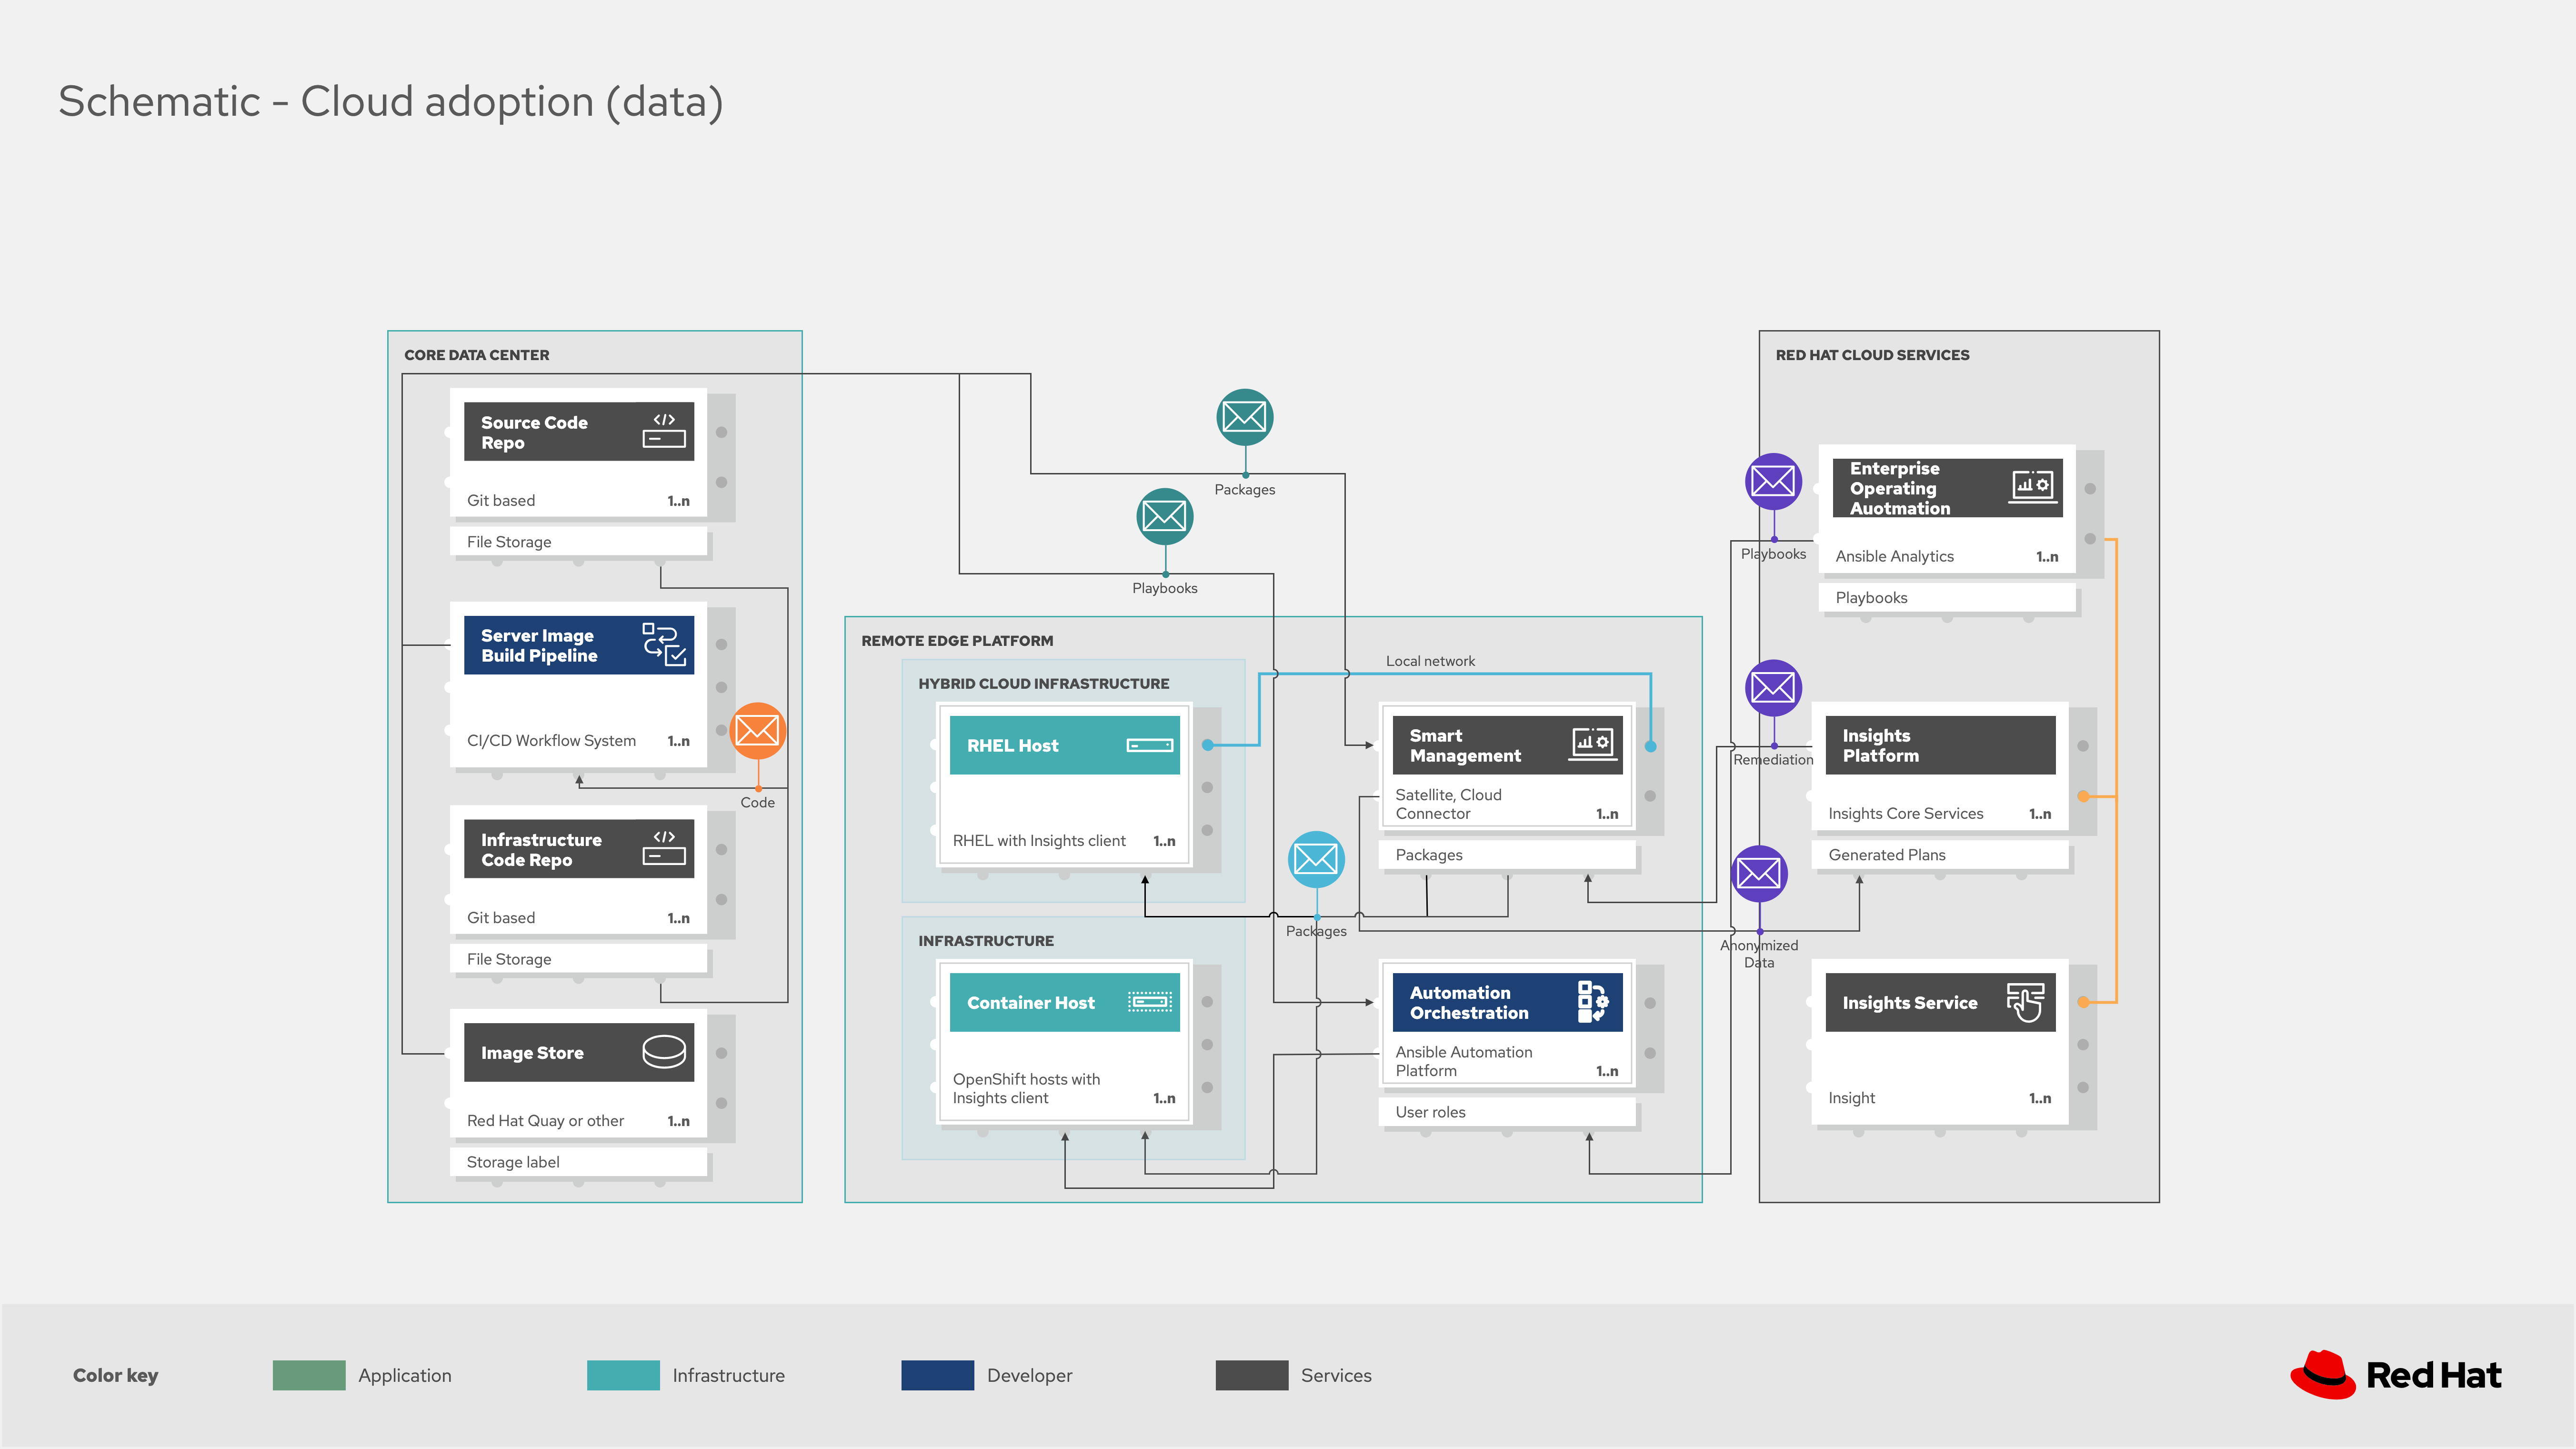 Schematic - Cloud adoption (data)
CORE DATA CENTER
Source Code
Repo
Git based
1..n
File Storage
Server Image
Build Pipeline
CI/CD Workflow System
1..n
Code
Infrastructure
Code Repo
Git based
1..n
File Storage
Image Store
Red Hat Quay or other
1..n
Storage label
Packages
Playbooks
REMOTE EDGE PLATFORM
HYBRID CLOUD INFRASTRUCTURE
RHEL Host
RHEL with Insights client
1..n
Local network
Smart
Management
Satellite, Cloud
Connector
1..n
Packages
Packages
INFRASTRUCTURE
Container Host
OpenShift hosts with
Insights client
1..n
Automation
Orchestration
Ansible Automation
Platform
1..n
User roles
RED HAT CLOUD SERVICES
Playbooks
Enterprise
Operating
Auotmation
Ansible Analytics
1..n
Playbooks
Remediation
Insights
Platform
Insights Core Services
1..n
Generated Plans
Anonymized
Data
Insights Service
Insight
1..n
Color key
Application
Infrastructure
Developer
Services
Red Hat